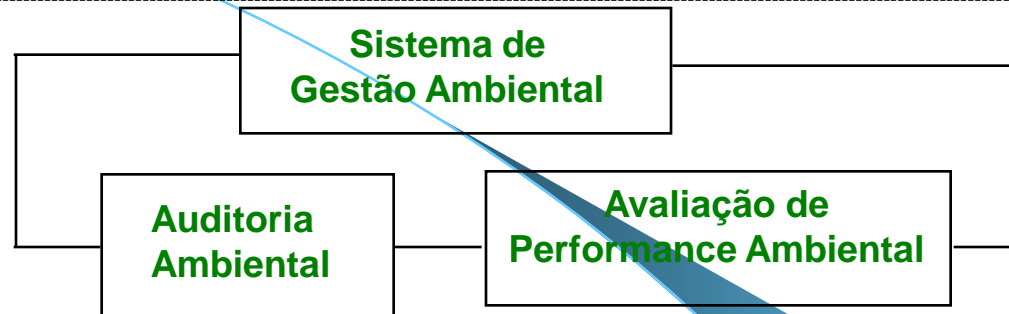 Sistema de
Gestão Ambiental
Auditoria
Ambiental
Avaliação de
Performance Ambiental